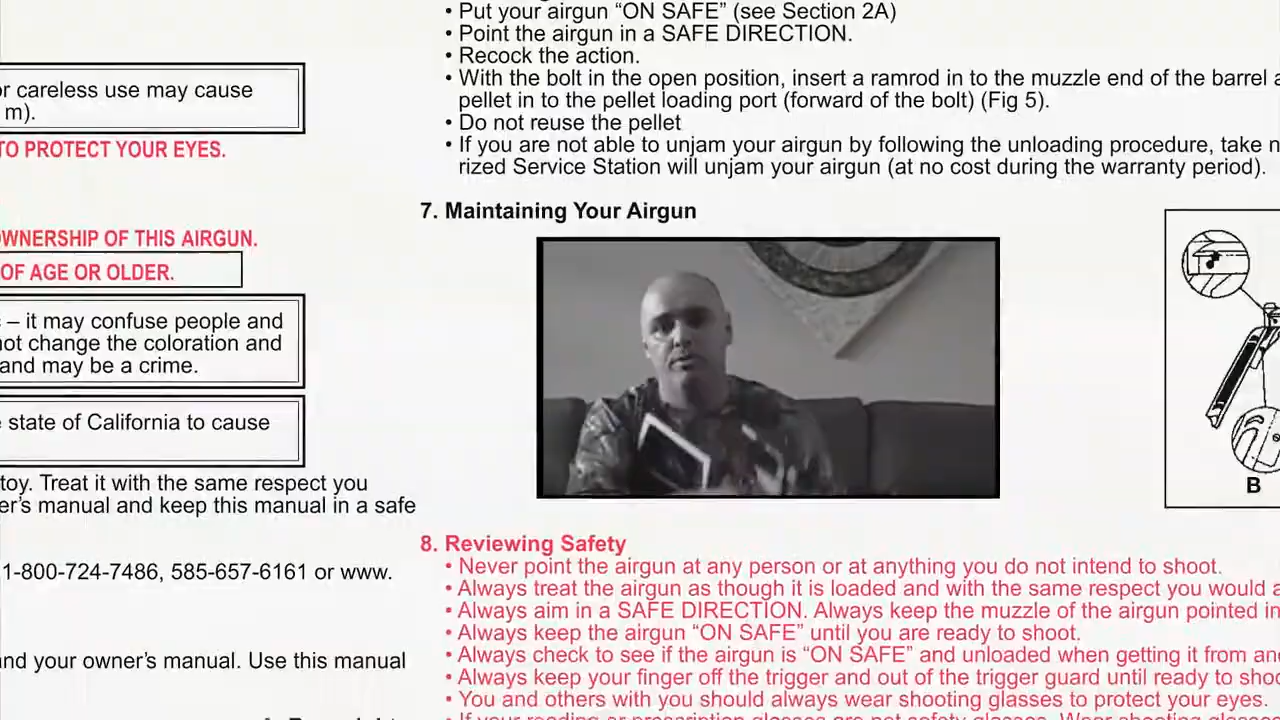 r careless use may cause
m).
TO PROTECT YOUR EYES.
OWNERSHIP OF THIS AIRGUN.
OF AGE OR OLDER.
– it may confuse people and
not change the coloration and
and may be a crime.
state of California to cause
toy. Treat it with the same respect you
er’s manual and keep this manual in a safe
1-800-724-7486, 585-657-6161 or www.
and your owner’s manual. Use this manual
• Put your airgun “ON SAFE” (see Section 2A)
• Point the airgun in a SAFE DIRECTION.
• Recock the action.
• With the bolt in the open position, insert a ramrod in to the muzzle end of the barrel a
pellet in to the pellet loading port (forward of the bolt) (Fig 5).
• Do not reuse the pellet
• If you are not able to unjam your airgun by following the unloading procedure, take n
rized Service Station will unjam your airgun (at no cost during the warranty period).
7. Maintaining Your Airgun
B
8. Reviewing Safety
• Never point the airgun at any person or at anything you do not intend to shoot.
• Always treat the airgun as though it is loaded and with the same respect you would a
• Always aim in a SAFE DIRECTION. Always keep the muzzle of the airgun pointed in
• Always keep the airgun “ON SAFE” until you are ready to shoot.
• Always check to see if the airgun is “ON SAFE” and unloaded when getting it from an
• Always keep your finger off the trigger and out of the trigger guard until ready to shoo
• You and others with you should always wear shooting glasses to protect your eyes.
• If your reading or prescription glasses are not safety glasses. Wear shooting glasses